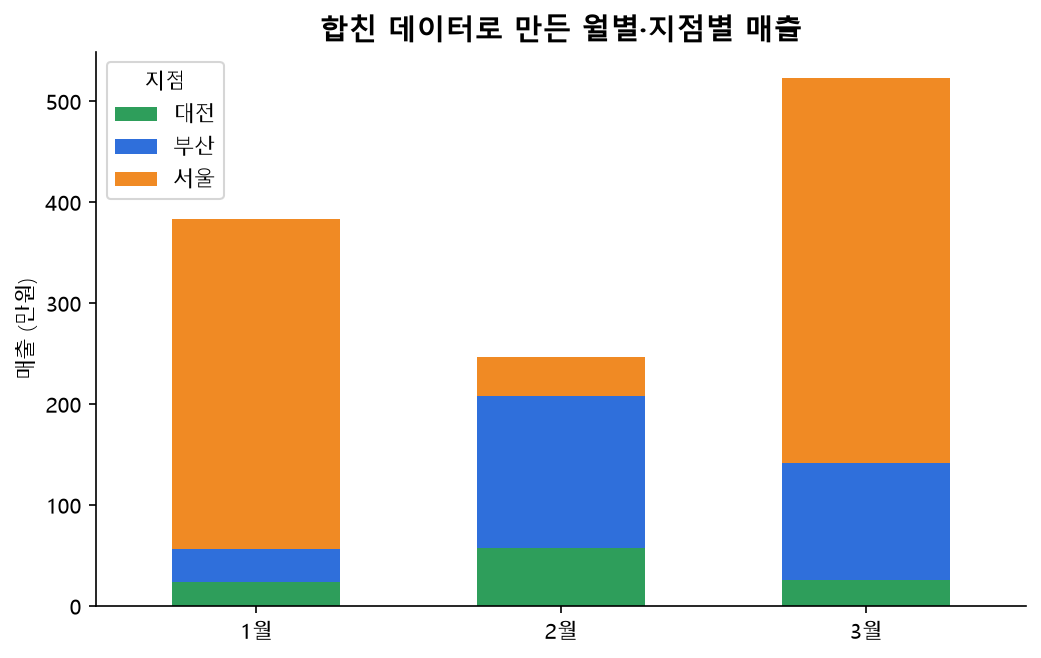 합친 데이터로 만든 월별·지점별 매출
지점
대전
부산
서울
매출 (만원)
500
400
300
200
100
0
1월
2월
3월